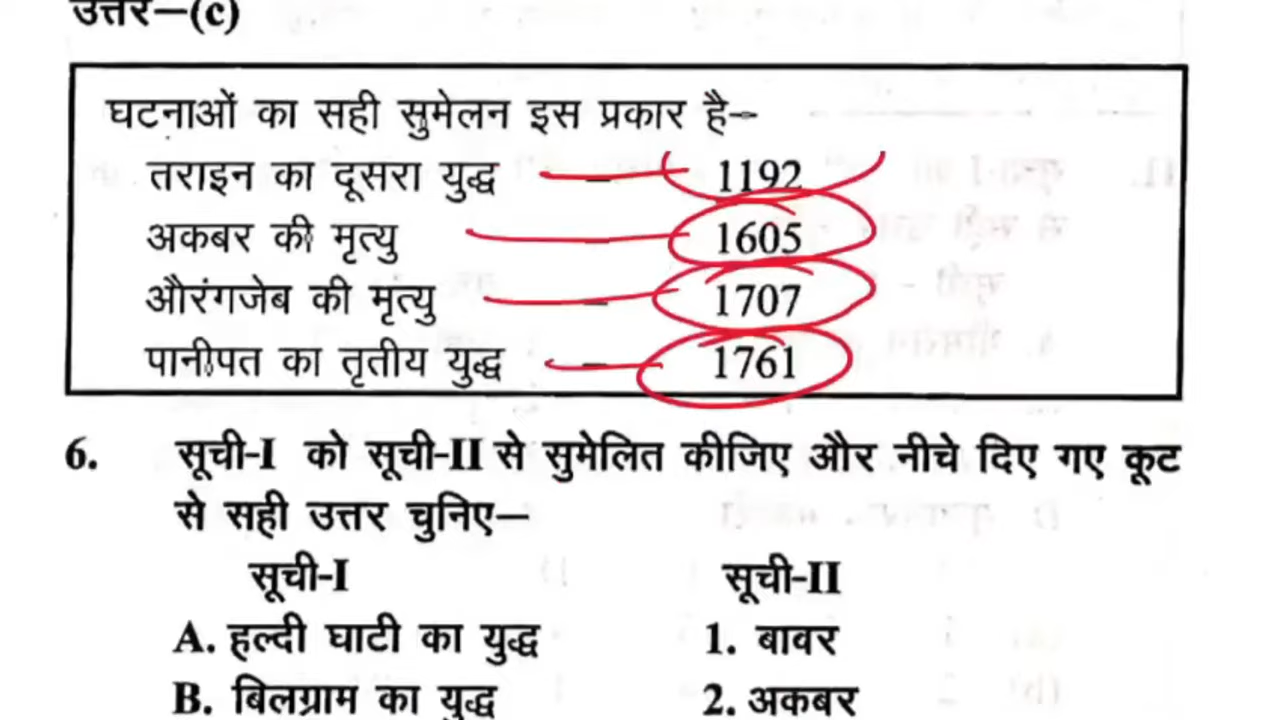 उत्तर–(c)
घटनाओं का सही सुमेलन इस प्रकार है–
तराइन का दूसरा युद्ध – 1192
अकबर की मृत्यु – 1605
औरंगजेब की मृत्यु – 1707
पानीपत का तृतीय युद्ध – 1761
6. सूची-I को सूची-II से सुमेलित कीजिए और नीचे दिए गए कूट
से सही उत्तर चुनिए–
सूची-I सूची-II
A. हल्दी घाटी का युद्ध 1. बावर
B. बिलग्राम का युद्ध 2. अकबर